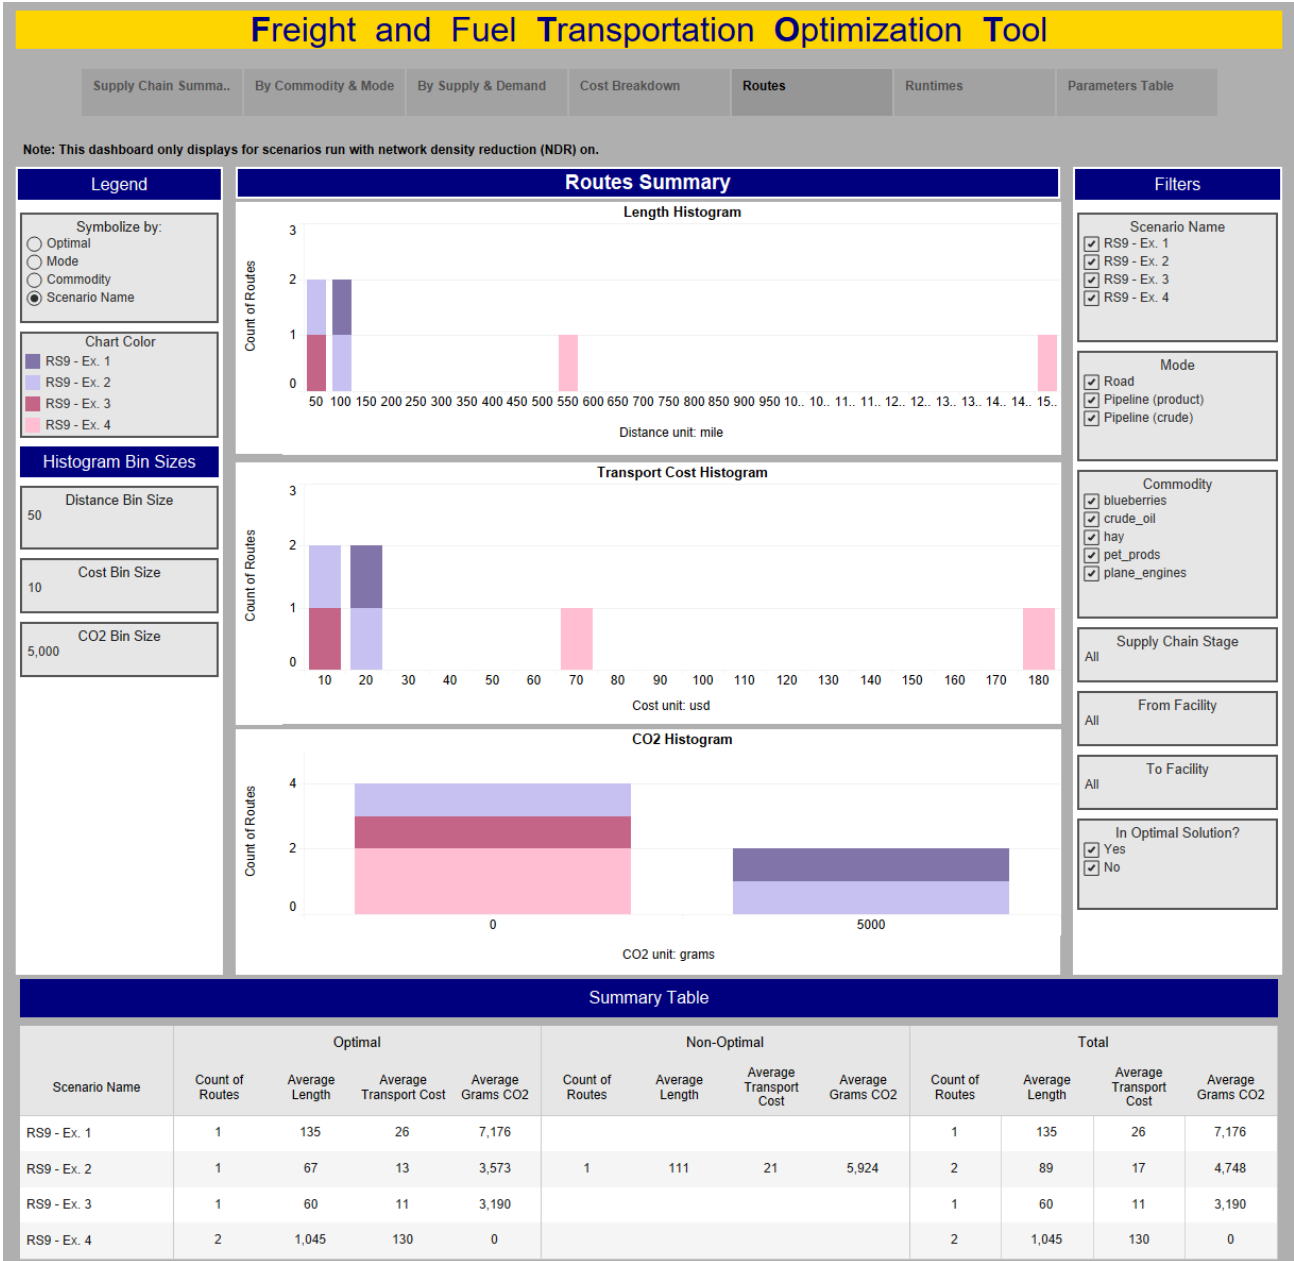 Freight and Fuel Transportation Optimization Tool
Supply Chain Summa.. By Commodity & Mode By Supply & Demand Cost Breakdown Routes Runtimes Parameters Table
Note: This dashboard only displays for scenarios run with network density reduction (NDR) on.
Legend
Symbolize by:
Optimal
Mode
Commodity
Scenario Name
Chart Color
RS9 - Ex. 1
RS9 - Ex. 2
RS9 - Ex. 3
RS9 - Ex. 4
Histogram Bin Sizes
Distance Bin Size
50
Cost Bin Size
10
CO2 Bin Size
5,000
Routes Summary
Length Histogram
Count of Routes
3
2
1
0
50 100 150 200 250 300 350 400 450 500 550 600 650 700 750 800 850 900 950 10.. 10.. 11.. 11.. 12.. 12.. 13.. 13.. 14.. 14.. 15..
Distance unit: mile
Transport Cost Histogram
Count of Routes
3
2
1
0
10 20 30 40 50 60 70 80 90 100 110 120 130 140 150 160 170 180
Cost unit: usd
CO2 Histogram
Count of Routes
4
2
0
0 5000
CO2 unit: grams
Filters
Scenario Name
RS9 - Ex. 1
RS9 - Ex. 2
RS9 - Ex. 3
RS9 - Ex. 4
Mode
Road
Pipeline (product)
Pipeline (crude)
Commodity
blueberries
crude_oil
hay
pet_prods
plane_engines
Supply Chain Stage
All
From Facility
All
To Facility
All
In Optimal Solution?
Yes
No
Summary Table
Optimal Non-Optimal Total
Scenario Name Count of Routes Average Length Average Transport Cost Average Grams CO2 Count of Routes Average Length Average Transport Cost Average Grams CO2 Count of Routes Average Length Average Transport Cost Average Grams CO2
RS9 - Ex. 1 1 135 26 7,176 1 135 26 7,176
RS9 - Ex. 2 1 67 13 3,573 1 111 21 5,924 2 89 17 4,748
RS9 - Ex. 3 1 60 11 3,190 1 60 11 3,190
RS9 - Ex. 4 2 1,045 130 0 2 1,045 130 0